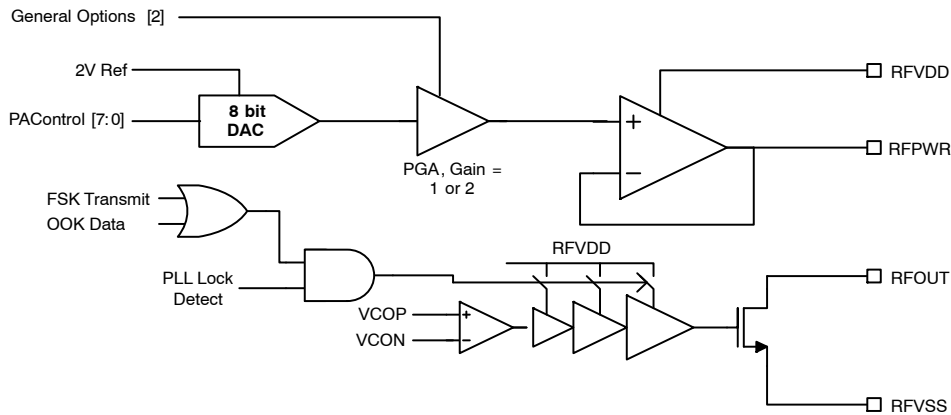 General Options [2]
2V Ref
RFVDD
8 bit
DAC
PAControl [7:0]
+
RFPWR
PGA, Gain =
1 or 2
−
FSK Transmit
OOK Data
RFVDD
PLL Lock
Detect
RFOUT
VCOP
+
VCON
−
RFVSS